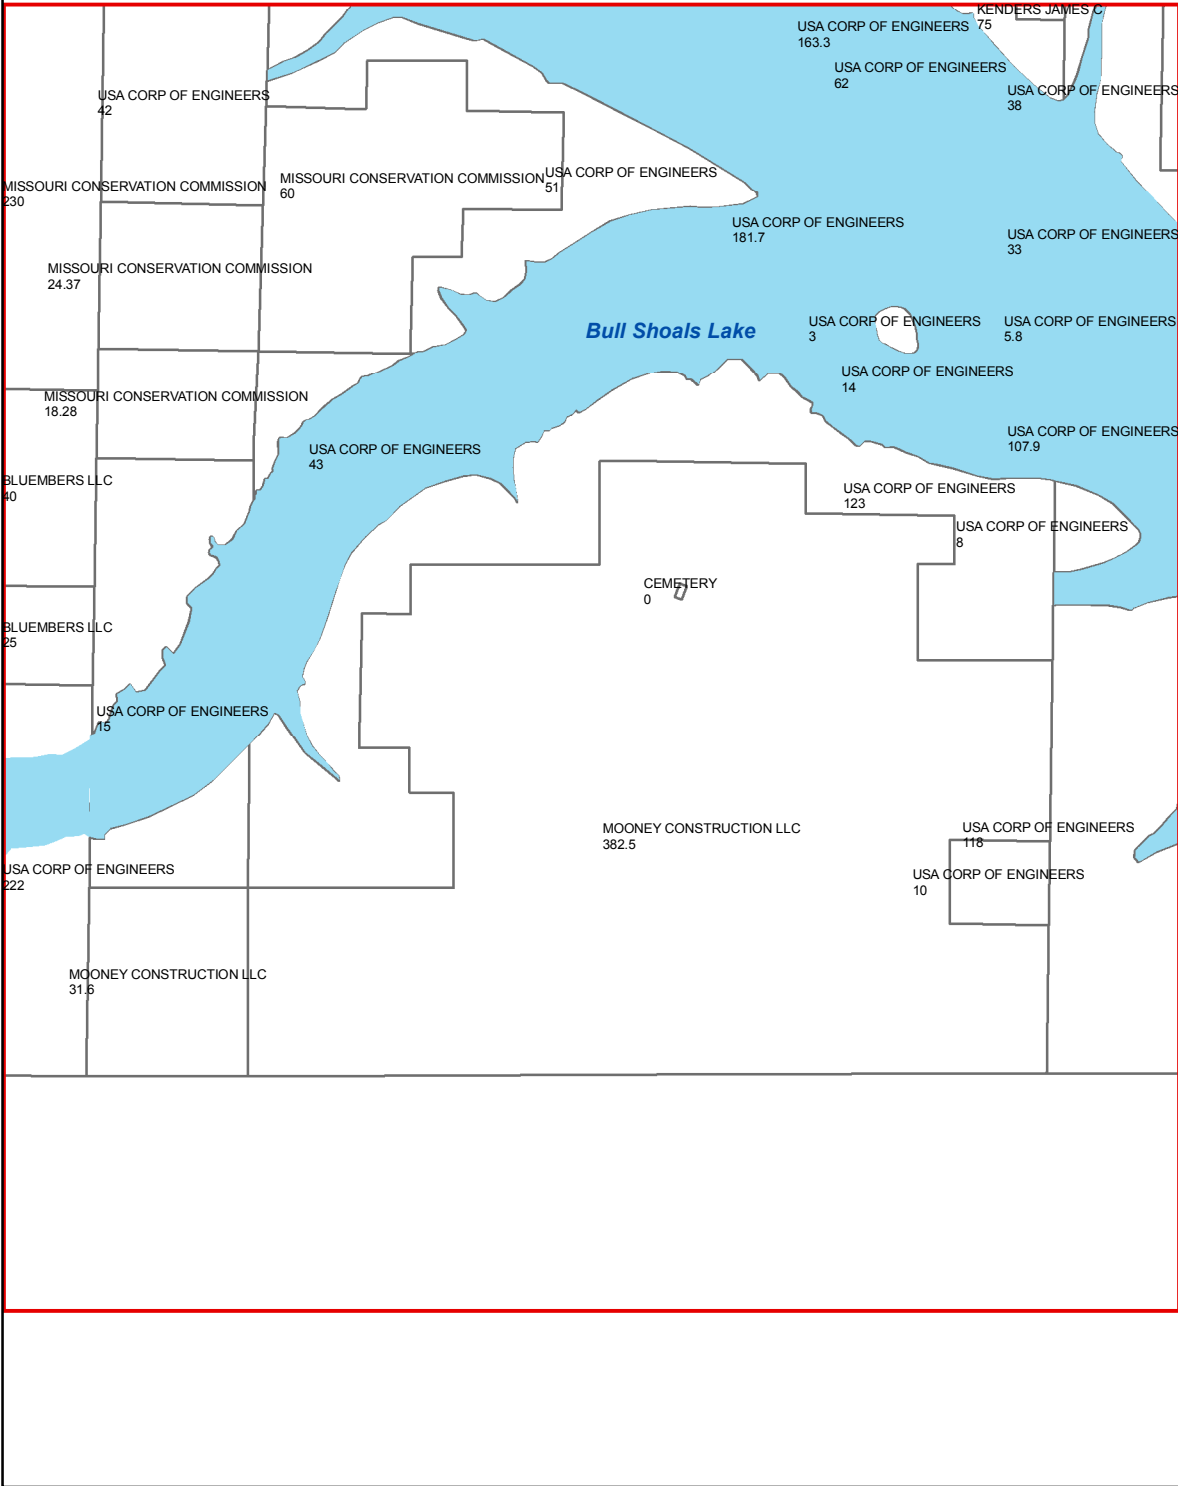 KENDERS JAMES C
75
USA CORP OF ENGINEERS
163.3
USA CORP OF ENGINEERS
62
USA CORP OF ENGINEERS
38
USA CORP OF ENGINEERS
42
MISSOURI CONSERVATION COMMISSION
230
MISSOURI CONSERVATION COMMISSION
60
USA CORP OF ENGINEERS
51
USA CORP OF ENGINEERS
181.7
USA CORP OF ENGINEERS
33
MISSOURI CONSERVATION COMMISSION
24.37
Bull Shoals Lake
USA CORP OF ENGINEERS
3
USA CORP OF ENGINEERS
5.8
USA CORP OF ENGINEERS
14
MISSOURI CONSERVATION COMMISSION
18.28
USA CORP OF ENGINEERS
107.9
USA CORP OF ENGINEERS
43
BLUEMBERS LLC
40
USA CORP OF ENGINEERS
123
USA CORP OF ENGINEERS
8
CEMETERY
0
BLUEMBERS LLC
25
USA CORP OF ENGINEERS
15
MOONEY CONSTRUCTION LLC
382.5
USA CORP OF ENGINEERS
118
USA CORP OF ENGINEERS
222
USA CORP OF ENGINEERS
10
MOONEY CONSTRUCTION LLC
31.6